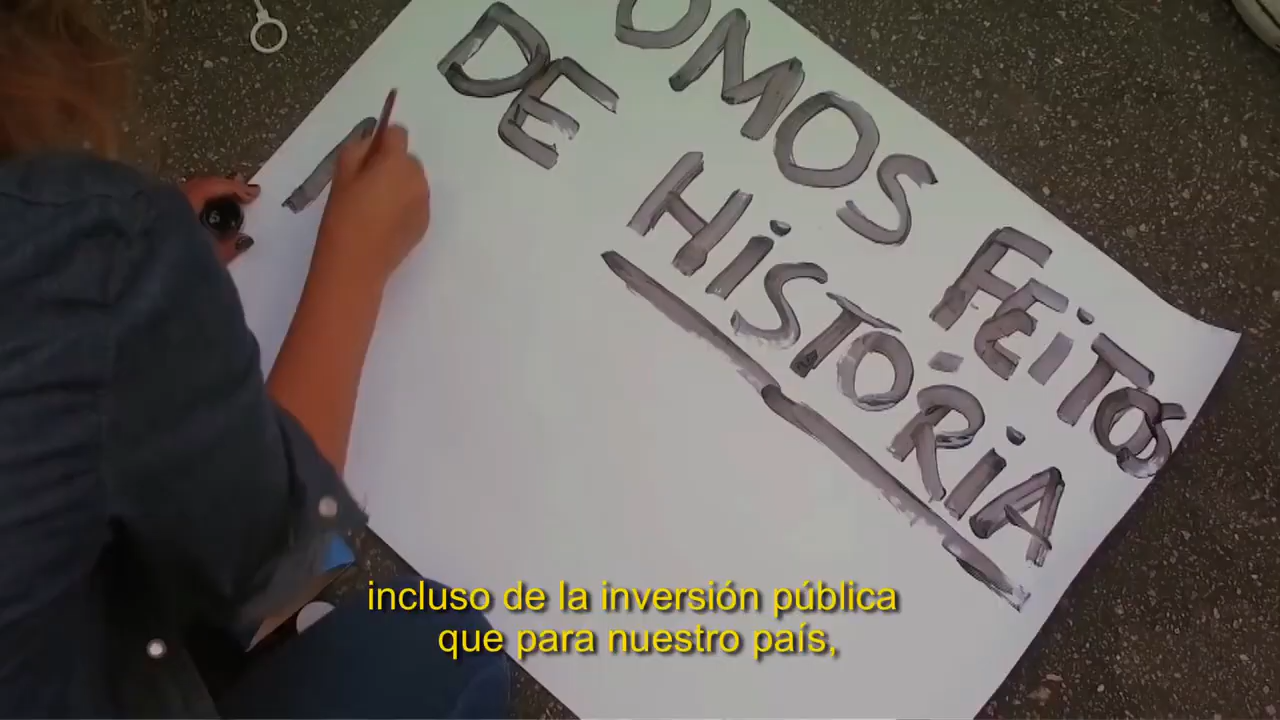 OMOS FEiTOS
DE HiSTÓRiA
incluso de la inversión pública
que para nuestro país,